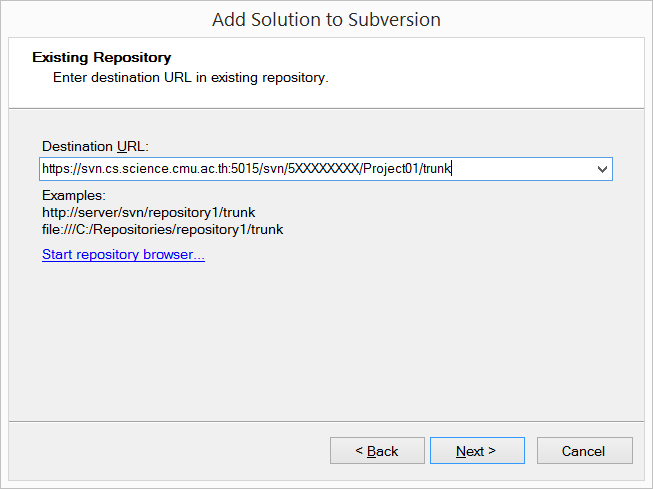 Add Solution to Subversion
Existing Repository
Enter destination URL in existing repository.
Destination URL:
https://svn.cs.science.cmu.ac.th:5015/svn/5XXXXXXXX/Project01/trunk
Examples:
http://server/svn/repository1/trunk
file:///C:/Repositories/repository1/trunk
Start repository browser...
< Back
Next >
Cancel